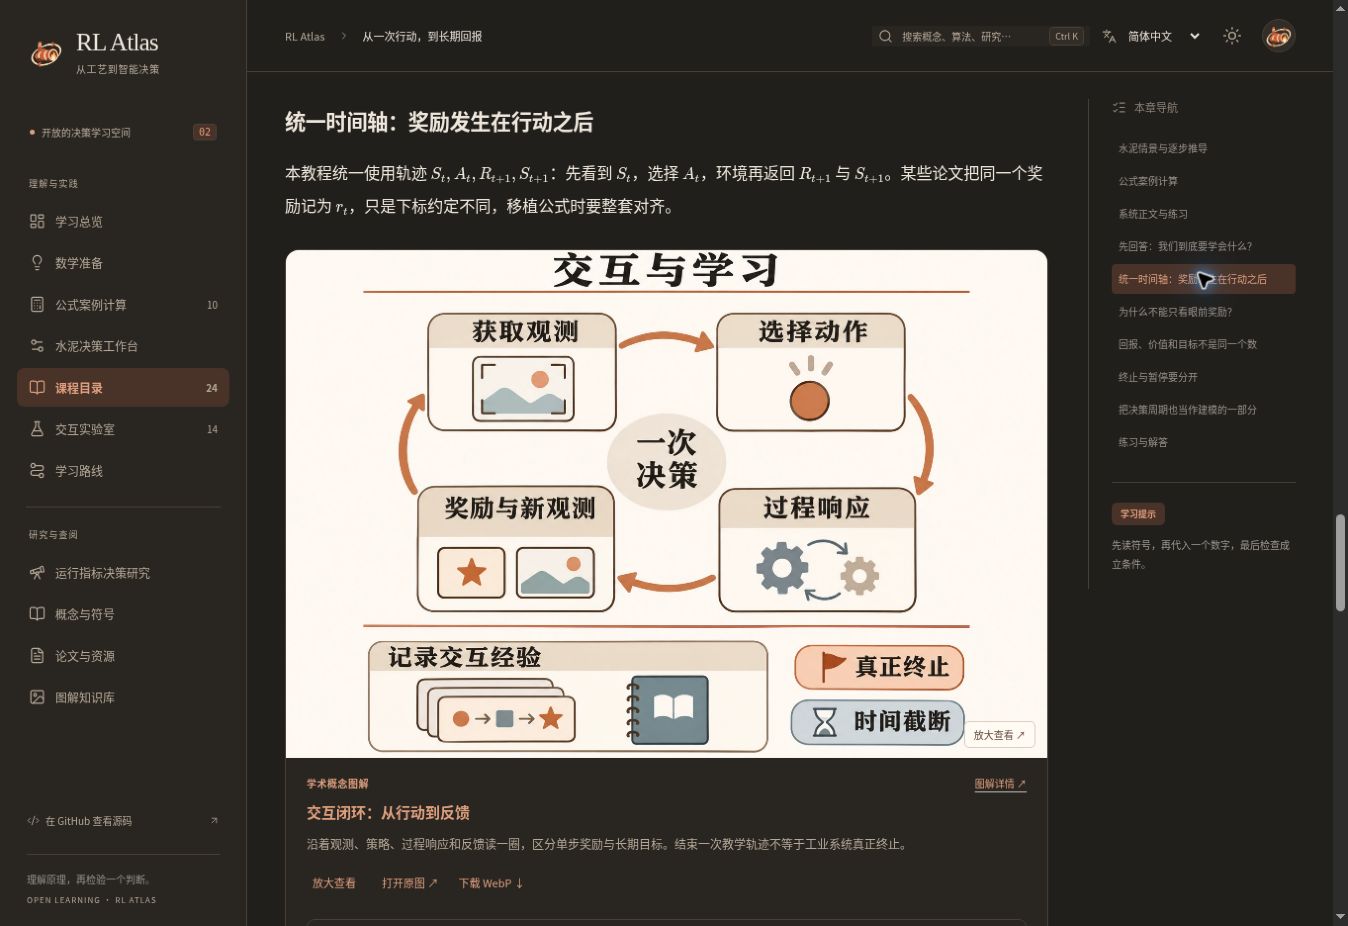 RL Atlas
从工艺到智能决策
开放的决策学习空间 02
理解与实践
学习总览
数学准备
公式案例计算 10
水泥决策工作台
课程目录 24
交互实验室 14
学习路线
研究与查阅
运行指标决策研究
概念与符号
论文与资源
图解知识库
</> 在 GitHub 查看源码 ↗
理解原理，再检验一个判断。
OPEN LEARNING · RL ATLAS
RL Atlas > 从一次行动，到长期回报
搜索概念、算法、研究… Ctrl K
简体中文
统一时间轴：奖励发生在行动之后
本教程统一使用轨迹 S_t, A_t, R_{t+1}, S_{t+1}：先看到 S_t，选择 A_t，环境再返回 R_{t+1} 与 S_{t+1}。某些论文把同一个奖
励记为 r_t，只是下标约定不同，移植公式时要整套对齐。
交互与学习
获取观测
选择动作
一次
决策
奖励与新观测
过程响应
记录交互经验
真正终止
时间截断
放大查看 ↗
学术概念图解
图解详情 ↗
交互闭环：从行动到反馈
沿着观测、策略、过程响应和反馈读一圈，区分单步奖励与长期目标。结束一次教学轨迹不等于工业系统真正终止。
放大查看 打开原图 ↗ 下载 WebP ↓
本章导航
水泥情景与逐步推导
公式案例计算
系统正文与练习
先回答：我们到底要学会什么？
统一时间轴：奖励在行动之后
为什么不能只看眼前奖励？
回报、价值和目标不是同一个数
终止与暂停要分开
把决策周期也当作建模的一部分
练习与解答
学习提示
先读符号，再代入一个数字，最后检查成
立条件。